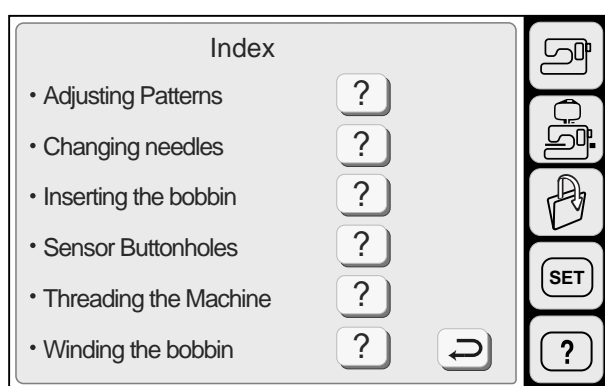 Index
・Adjusting Patterns ?
・Changing needles ?
・Inserting the bobbin ?
・Sensor Buttonholes ?
・Threading the Machine ?
・Winding the bobbin ?
SET
?